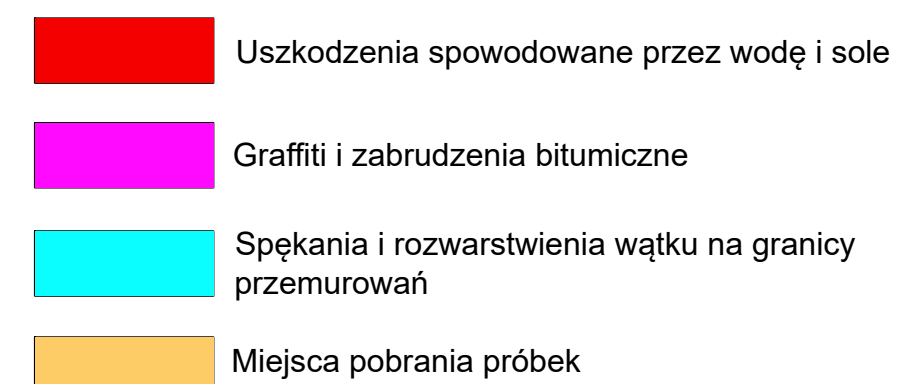 Uszkodzenia spowodowane przez wodę i sole
Graffiti i zabrudzenia bitumiczne
Spękania i rozwarstwienia wątku na granicy
przemurowań
Miejsca pobrania próbek